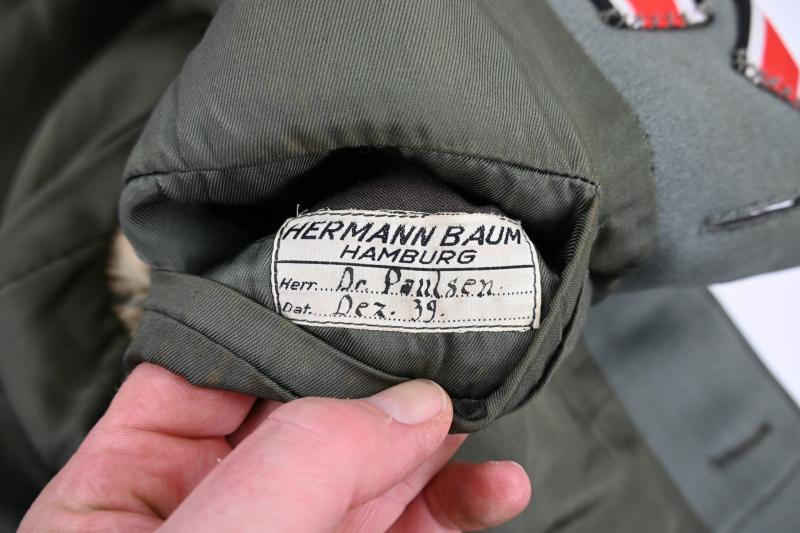 HERMANN BAUM
HAMBURG
Herr. Dr. Paulsen.
Dat. Dez. 39.